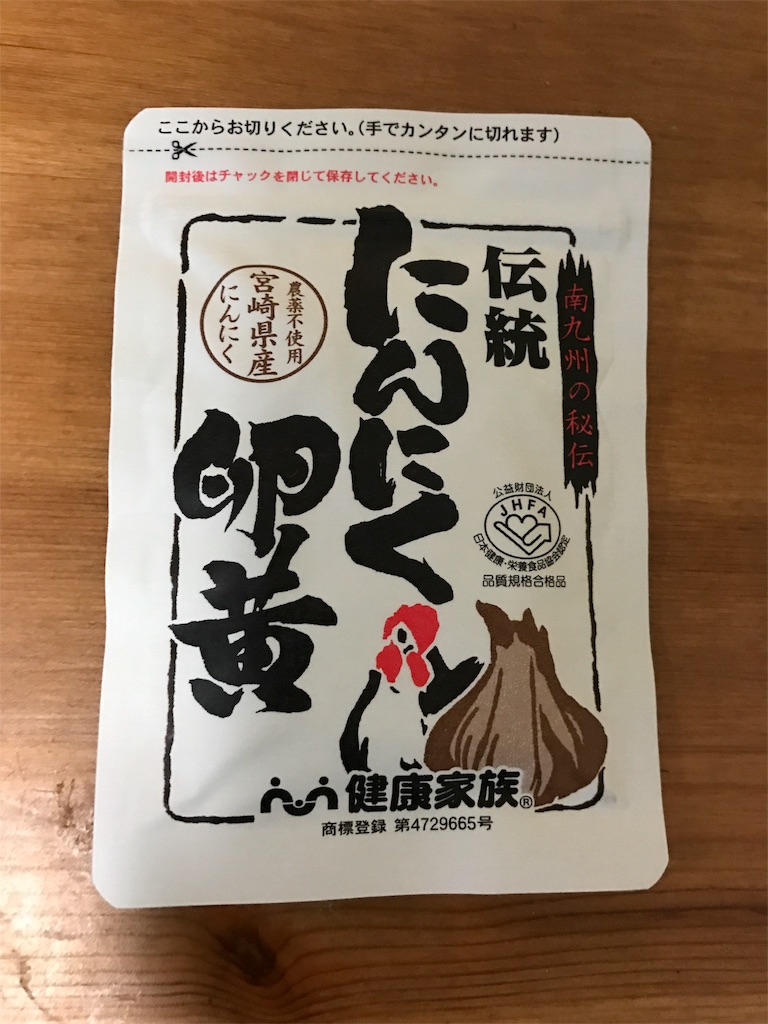 ここからお切りください。(手でカンタンに切れます)
開封後はチャックを閉じて保存してください。
南九州の秘伝
伝統
にんにく
卵黄
農薬不使用
宮崎県産
にんにく
公益財団法人
JHFA
日本健康・栄養食品協会認定
品質規格合格品
健康家族®
商標登録 第4729665号